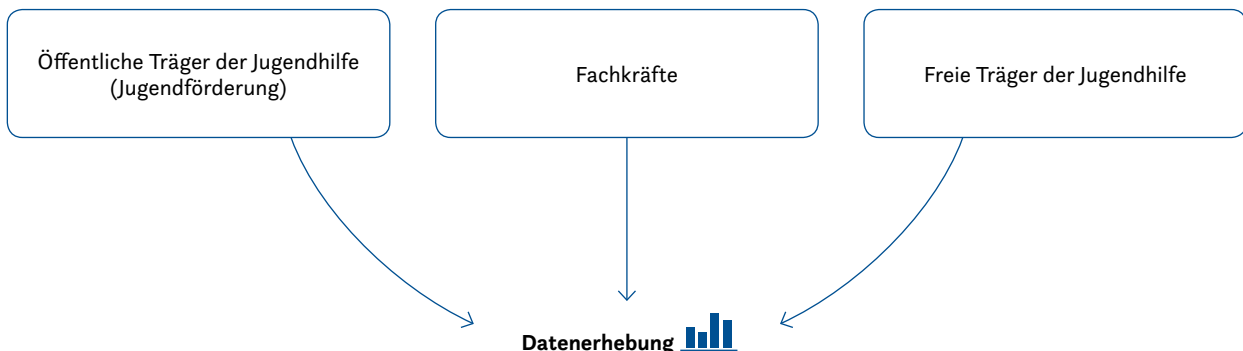 Öffentliche Träger der Jugendhilfe
(Jugendförderung)
Fachkräfte
Freie Träger der Jugendhilfe
Datenerhebung